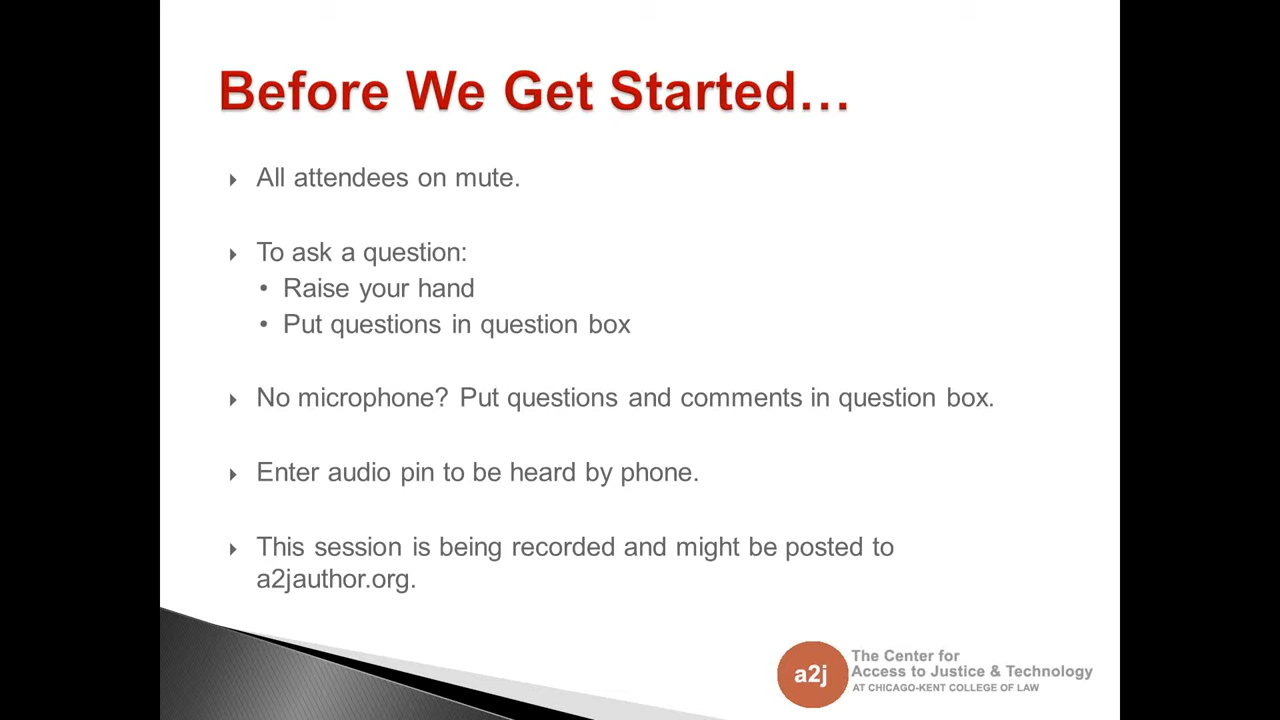 Before We Get Started…
All attendees on mute.
To ask a question:
Raise your hand
Put questions in question box
No microphone? Put questions and comments in question box.
Enter audio pin to be heard by phone.
This session is being recorded and might be posted to
a2jauthor.org.
a2j
The Center for
Access to Justice & Technology
AT CHICAGO-KENT COLLEGE OF LAW